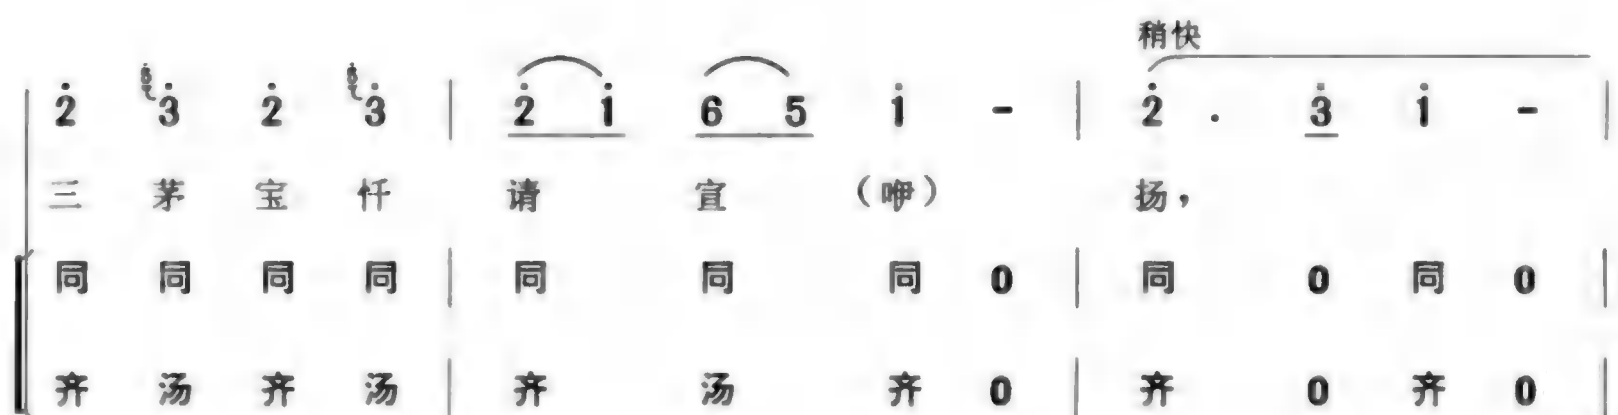 稍快
2̇ 3̇ 2̇ 3̇ | 2̇ 1̇ 6 5 1̇ - | 2̇ . 3̇ 1̇ - |
三 茅 宝 忏 请 宣 (咿) 扬，
同 同 同 同 | 同 同 同 0 | 同 0 同 0 |
齐 汤 齐 汤 | 齐 汤 齐 0 | 齐 0 齐 0 |